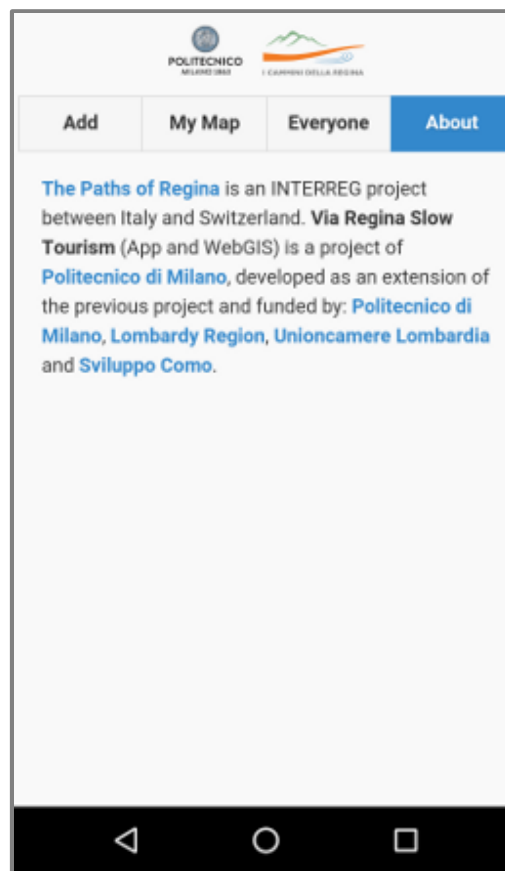 POLITECNICO
MILANO 1863
I CAMMINI DELLA REGINA
Add
My Map
Everyone
About
The Paths of Regina is an INTERREG project
between Italy and Switzerland. Via Regina Slow
Tourism (App and WebGIS) is a project of
Politecnico di Milano, developed as an extension of
the previous project and funded by: Politecnico di
Milano, Lombardy Region, Unioncamere Lombardia
and Sviluppo Como.